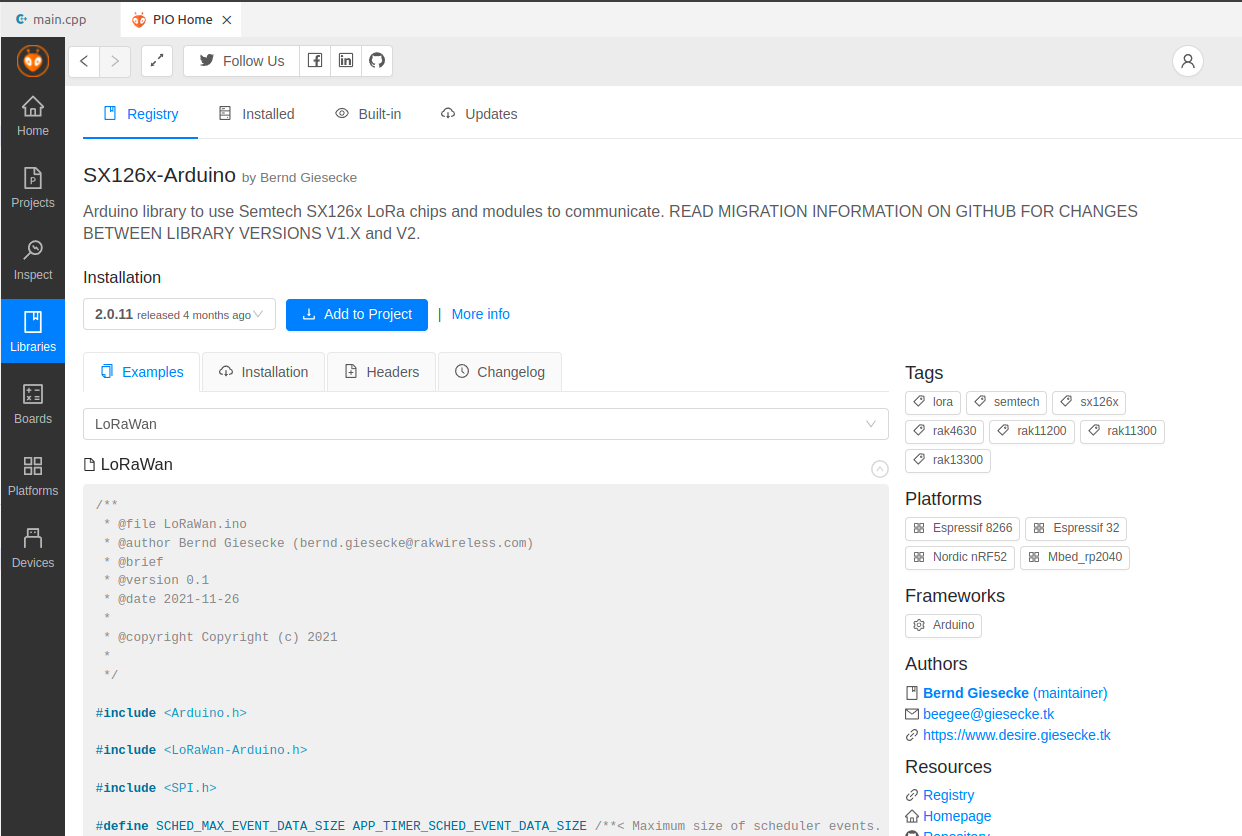 main.cpp
PIO Home
Follow Us
Home
Projects
Inspect
Libraries
Boards
Platforms
Devices
Registry
Installed
Built-in
Updates
SX126x-Arduino by Bernd Giesecke
Arduino library to use Semtech SX126x LoRa chips and modules to communicate. READ MIGRATION INFORMATION ON GITHUB FOR CHANGES
BETWEEN LIBRARY VERSIONS V1.X and V2.
Installation
2.0.11 released 4 months ago
Add to Project
| More info
Examples
Installation
Headers
Changelog
LoRaWan
LoRaWan
/**
 * @file LoRaWan.ino
 * @author Bernd Giesecke (bernd.giesecke@rakwireless.com)
 * @brief
 * @version 0.1
 * @date 2021-11-26
 *
 * @copyright Copyright (c) 2021
 *
 */
#include <Arduino.h>
#include <LoRaWan-Arduino.h>
#include <SPI.h>
#define SCHED_MAX_EVENT_DATA_SIZE APP_TIMER_SCHED_EVENT_DATA_SIZE /**< Maximum size of scheduler events.
Tags
lora
semtech
sx126x
rak4630
rak11200
rak11300
rak13300
Platforms
Espressif 8266
Espressif 32
Nordic nRF52
Mbed_rp2040
Frameworks
Arduino
Authors
Bernd Giesecke (maintainer)
beegee@giesecke.tk
https://www.desire.giesecke.tk
Resources
Registry
Homepage
Repository